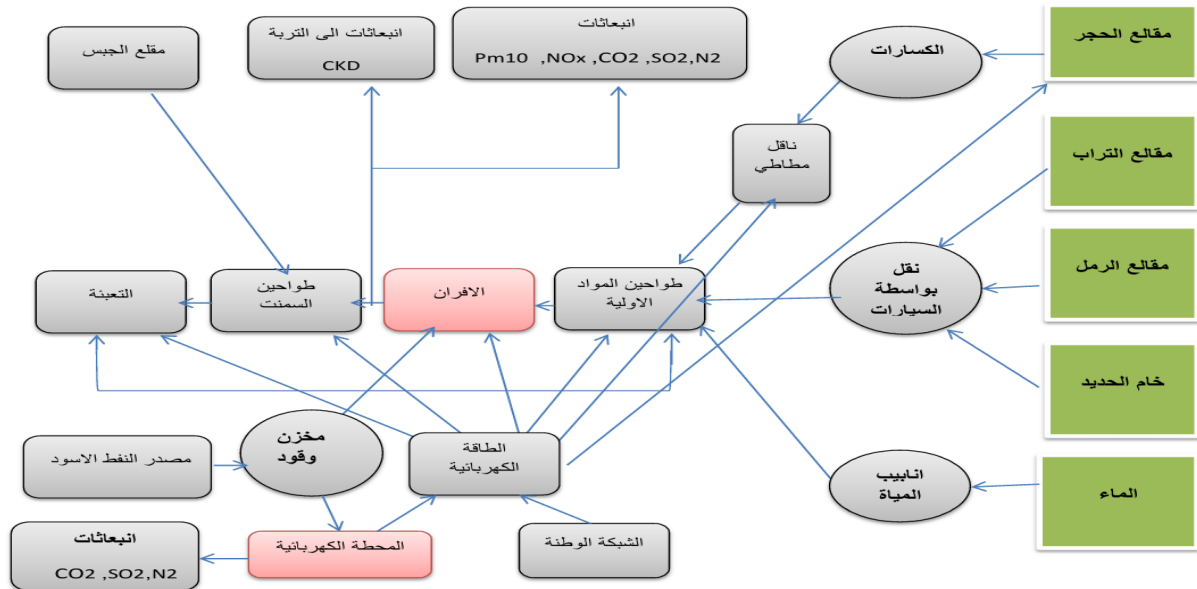 مقالع الحجر
الكسارات
انبعاثات
Pm10 ,NOx ,CO2 ,SO2,N2
انبعاثات الى التربة
CKD
مقلع الجبس
ناقل
مطاطي
مقالع التراب
مقالع الرمل
نقل
بواسطة
السيارات
طواحين المواد
الاولية
الافران
طواحين
السمنت
التعبئة
خام الحديد
الطاقة
الكهربائية
مخزن
وقود
مصدر النفط الاسود
الماء
انابيب
المياة
الشبكة الوطنة
المحطة الكهربائية
انبعاثات
CO2 ,SO2,N2